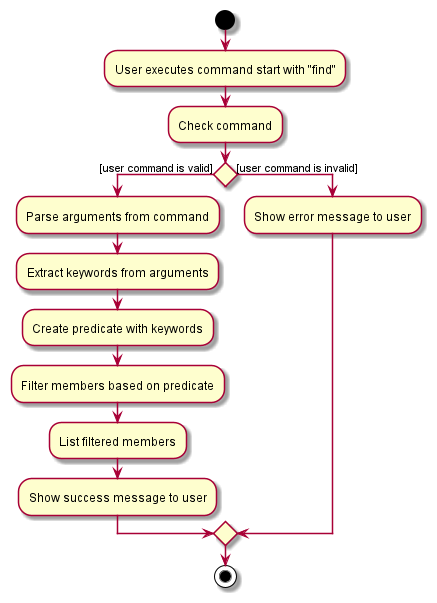 User executes command start with "find"
Check command
[user command is valid]
[user command is invalid]
Parse arguments from command
Show error message to user
Extract keywords from arguments
Create predicate with keywords
Filter members based on predicate
List filtered members
Show success message to user